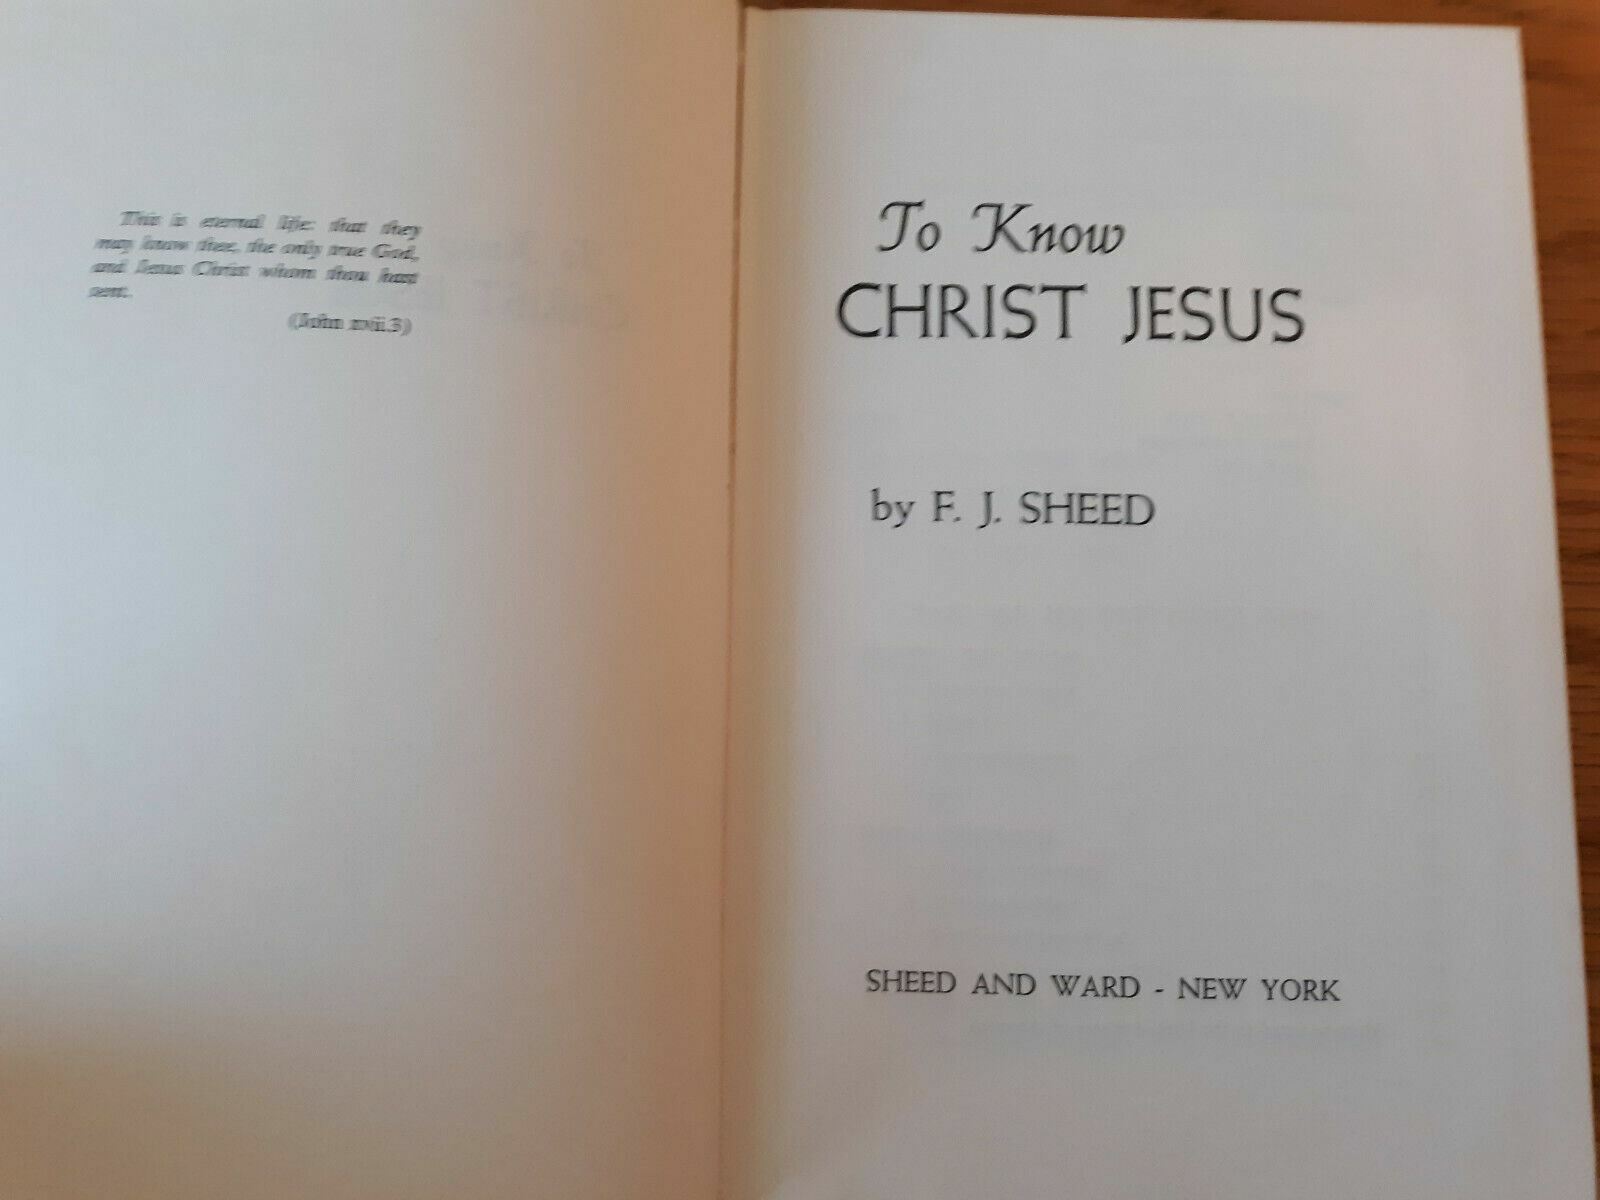 This is eternal life: that they
may know thee, the only true God,
and Jesus Christ whom thou hast
sent.
(John xvii.3)
To Know
CHRIST JESUS
by F. J. SHEED
SHEED AND WARD - NEW YORK